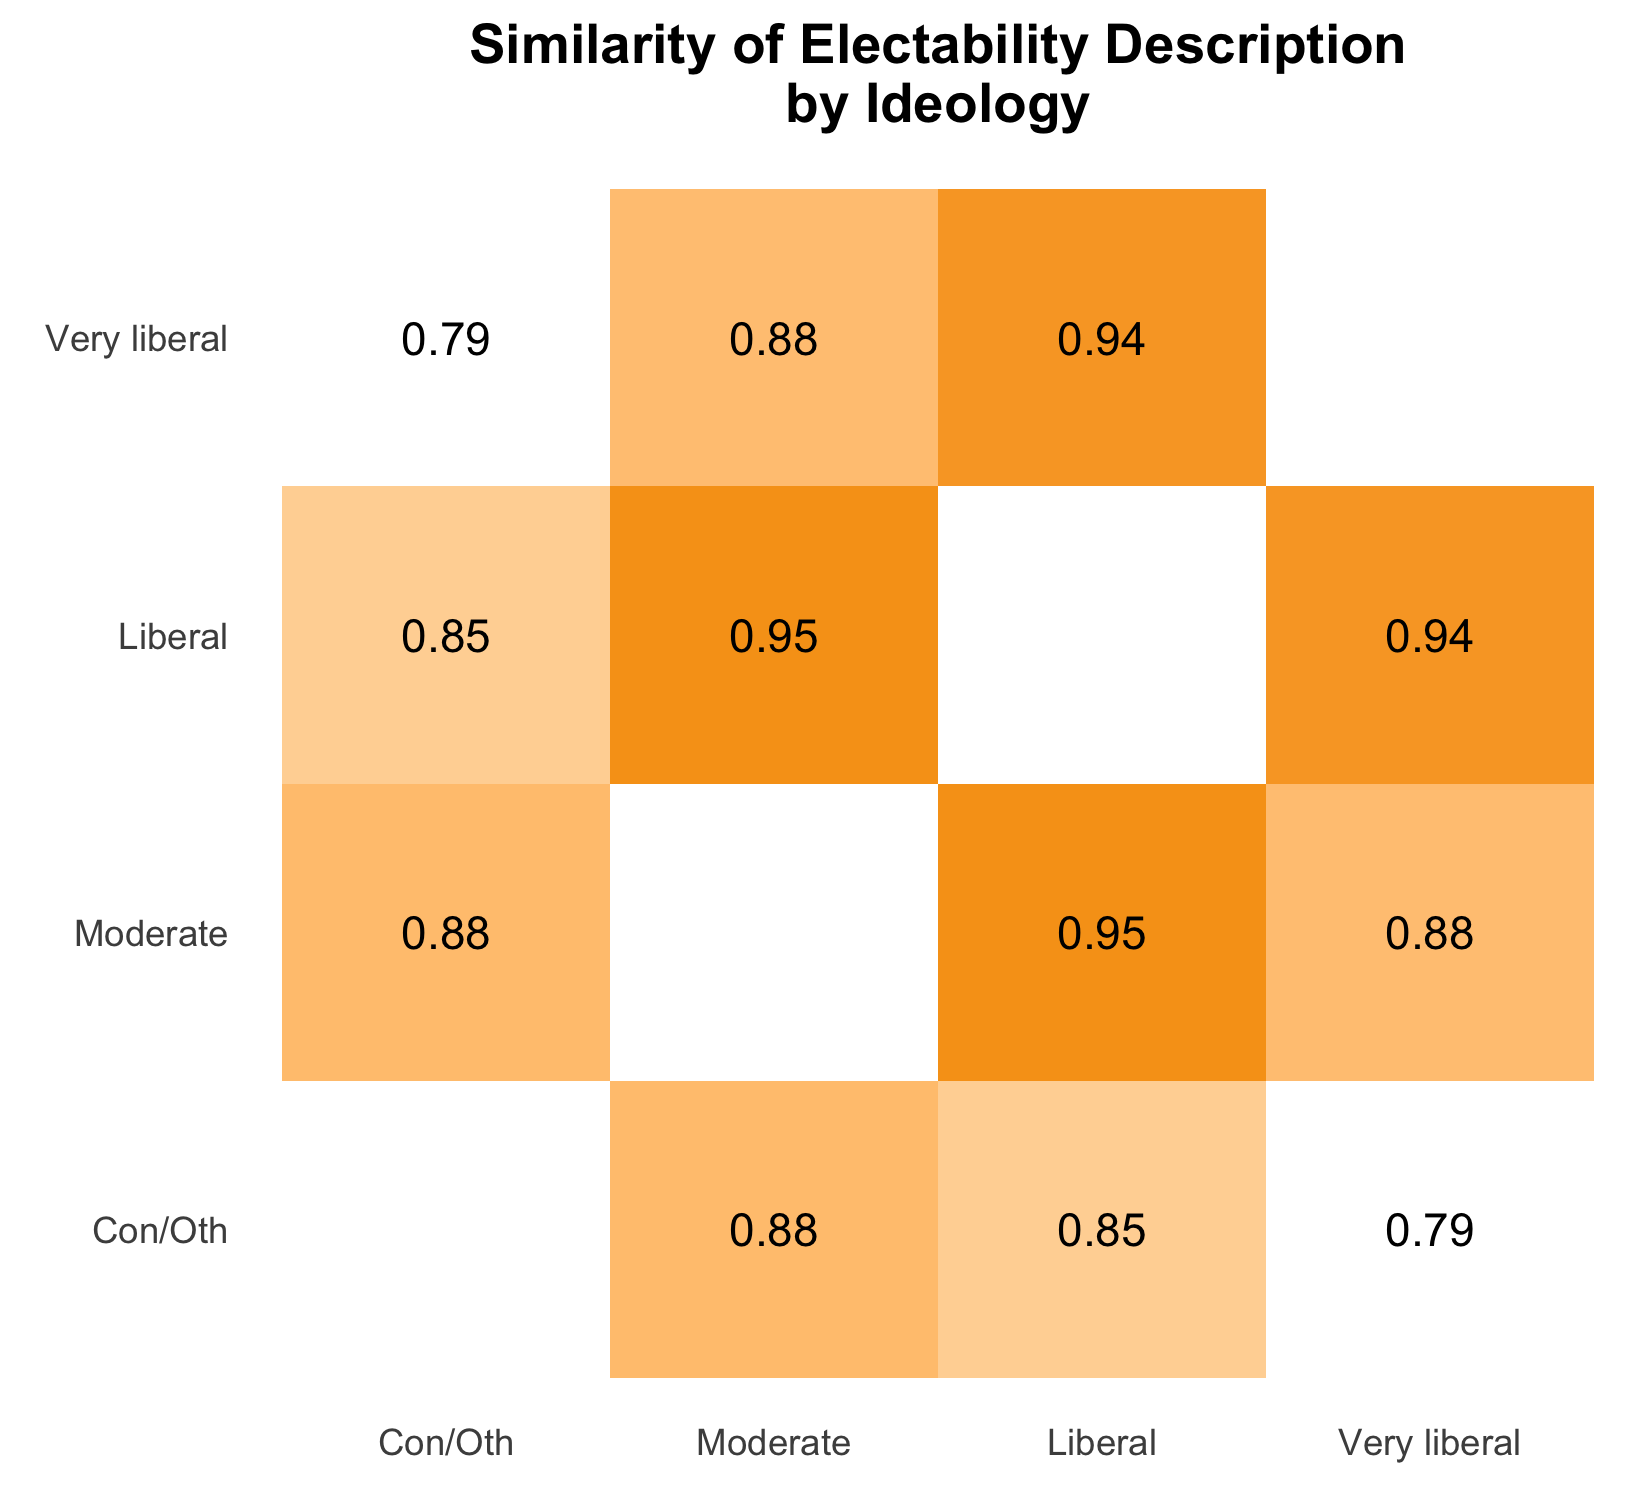 Similarity of Electability Description
by Ideology
Very liberal
0.79
0.88
0.94
Liberal
0.85
0.95
0.94
Moderate
0.88
0.95
0.88
Con/Oth
0.88
0.85
0.79
Con/Oth
Moderate
Liberal
Very liberal